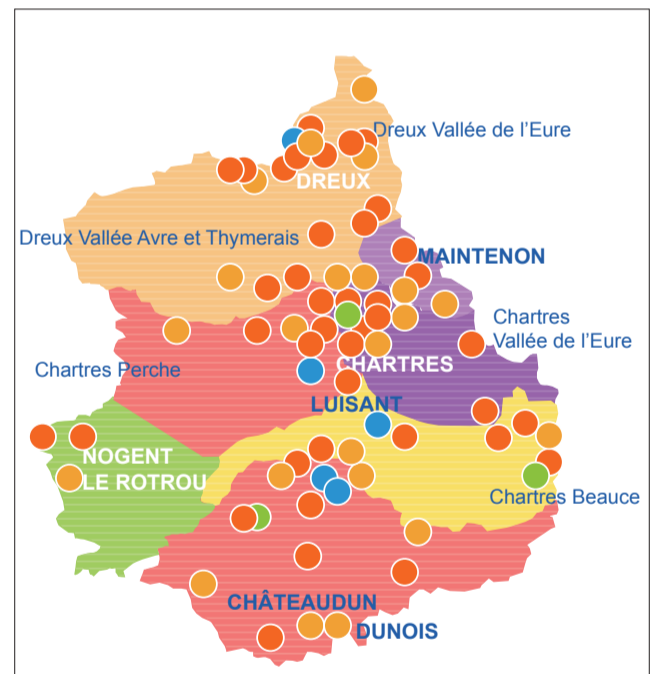 Dreux Vallée de l’Eure
DREUX
Dreux Vallée Avre et Thymerais
MAINTENON
Chartres
Vallée de l’Eure
CHARTRES
Chartres Perche
LUISANT
NOGENT
LE ROTROU
Chartres Beauce
CHÂTEAUDUN
DUNOIS